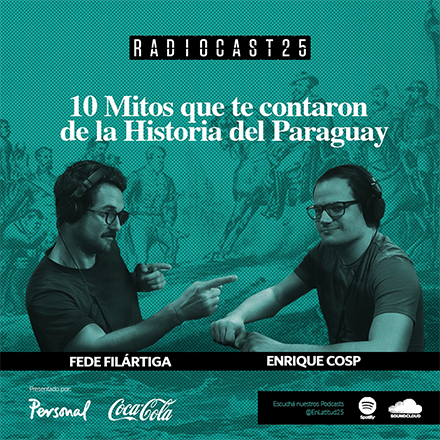 RADIOCAST25
10 Mitos que te contaron
de la Historia del Paraguay
FEDE FILÁRTIGA
ENRIQUE COSP
Presentado por:
Personal
Coca-Cola
Escuchá nuestros Podcasts
@EnLatitud25
Spotify
SOUNDCLOUD